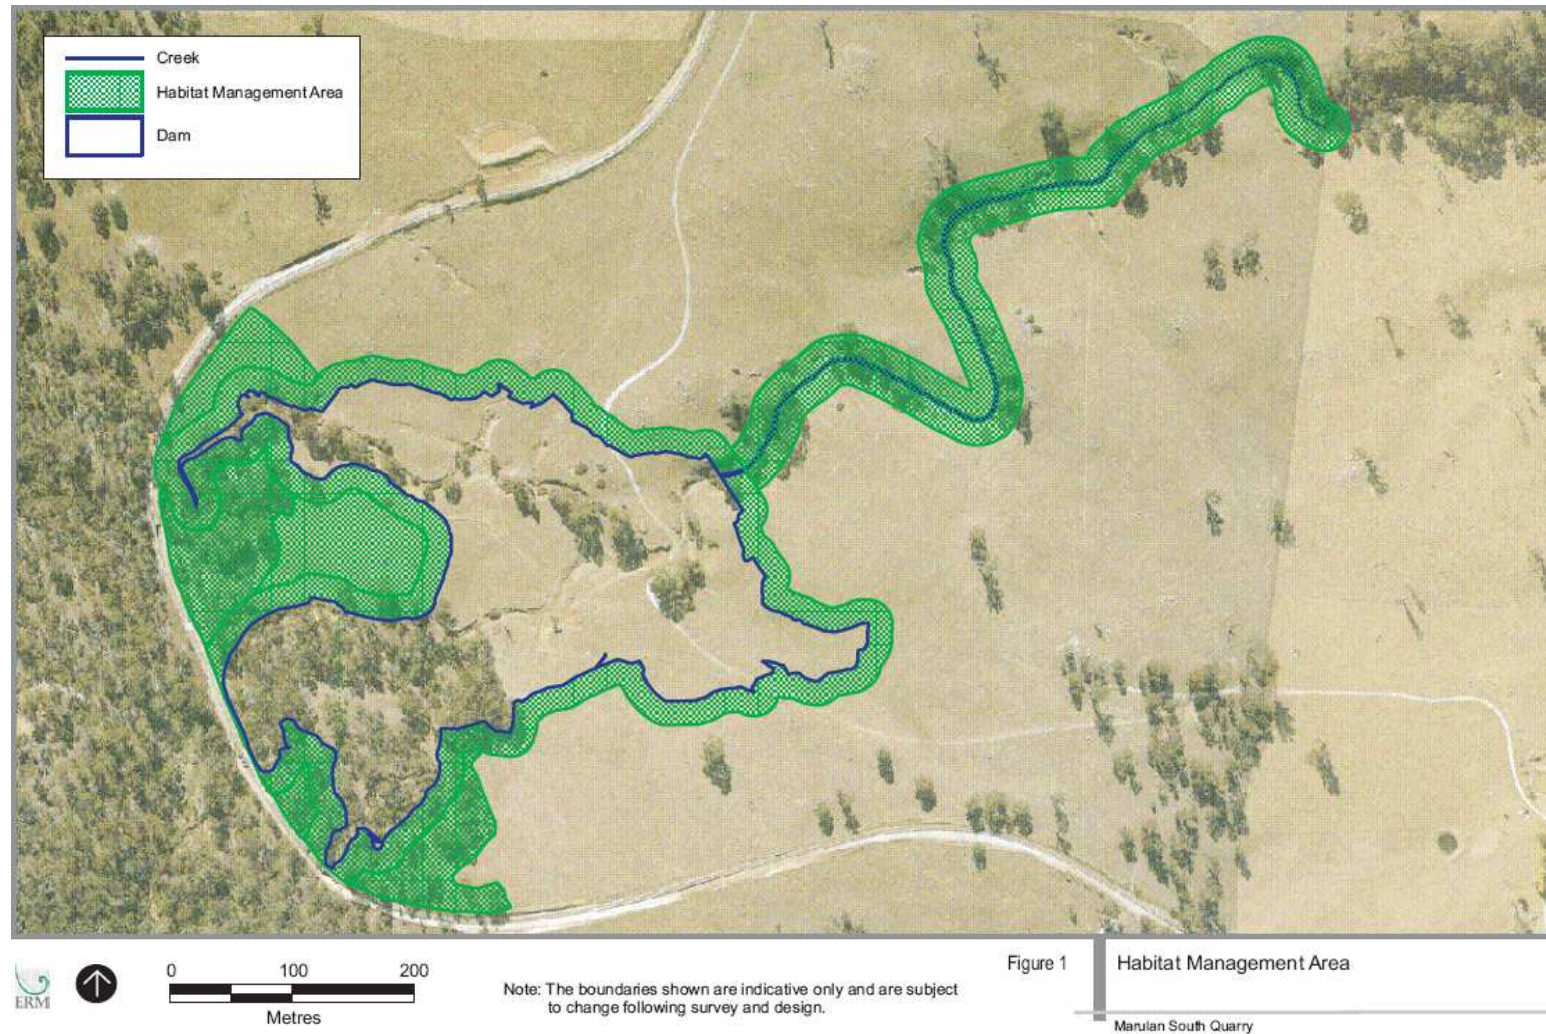 Creek
Habitat Management Area
Dam
ERM
0 100 200
Metres
Note: The boundaries shown are indicative only and are subject
to change following survey and design.
Figure 1
Habitat Management Area
Marulan South Quarry